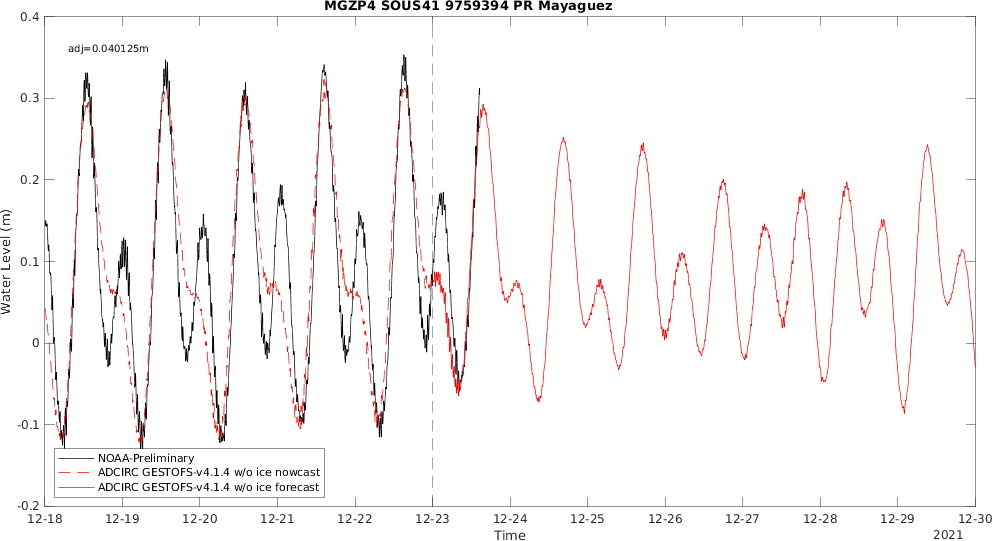 MGZP4 SOUS41 9759394 PR Mayaguez
adj=0.040125m
0.4
0.3
0.2
0.1
0
-0.1
-0.2
Water Level (m)
NOAA-Preliminary
ADCIRC GESTOFS-v4.1.4 w/o ice nowcast
ADCIRC GESTOFS-v4.1.4 w/o ice forecast
12-18 12-19 12-20 12-21 12-22 12-23 12-24 12-25 12-26 12-27 12-28 12-29 12-30
Time
2021